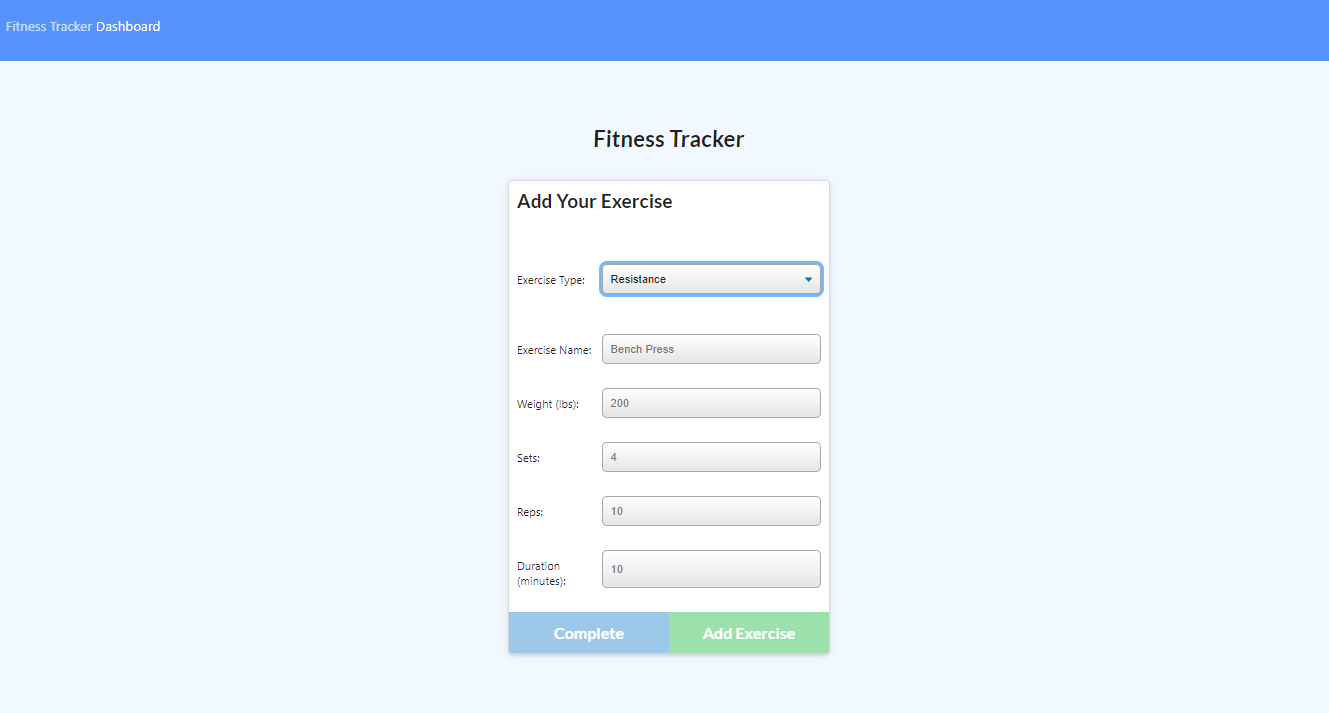 Fitness Tracker Dashboard
Fitness Tracker
Add Your Exercise
Exercise Type: Resistance
Exercise Name: Bench Press
Weight (lbs): 200
Sets: 4
Reps: 10
Duration (minutes): 10
Complete Add Exercise